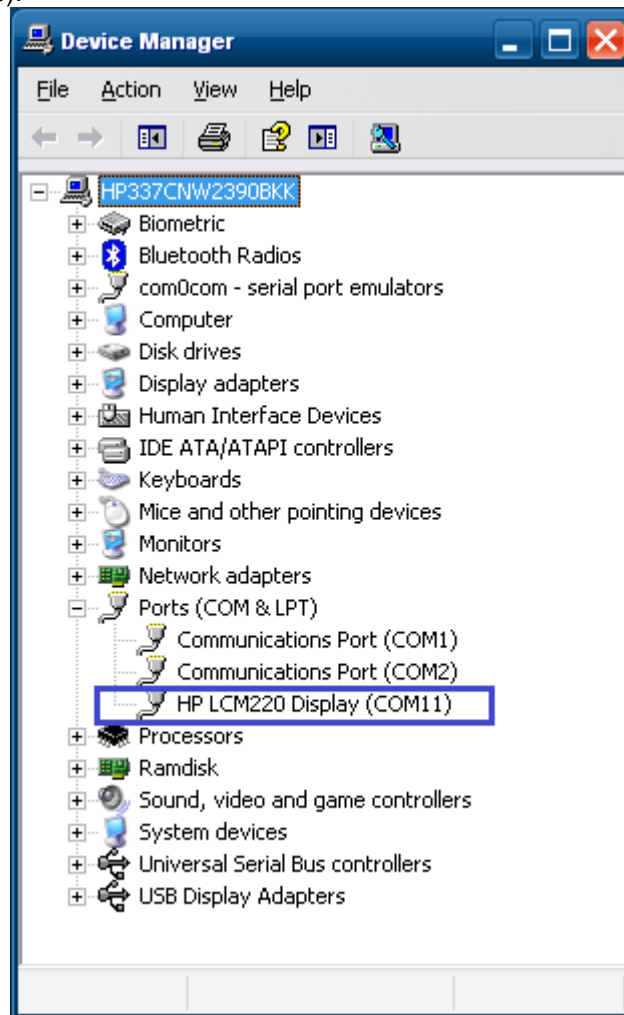 Device Manager
File Action View Help
HP337CNW2390BKK
Biometric
Bluetooth Radios
com0com - serial port emulators
Computer
Disk drives
Display adapters
Human Interface Devices
IDE ATA/ATAPI controllers
Keyboards
Mice and other pointing devices
Monitors
Network adapters
Ports (COM & LPT)
Communications Port (COM1)
Communications Port (COM2)
HP LCM220 Display (COM11)
Processors
Ramdisk
Sound, video and game controllers
System devices
Universal Serial Bus controllers
USB Display Adapters